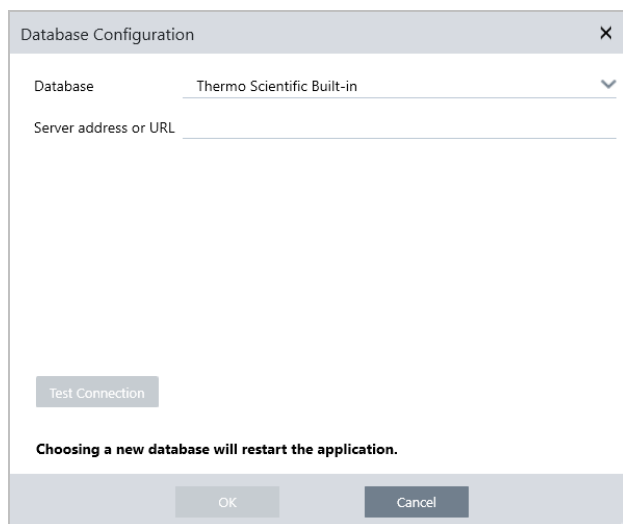 Database Configuration
Database Thermo Scientific Built-in
Server address or URL
Test Connection
Choosing a new database will restart the application.
OK Cancel